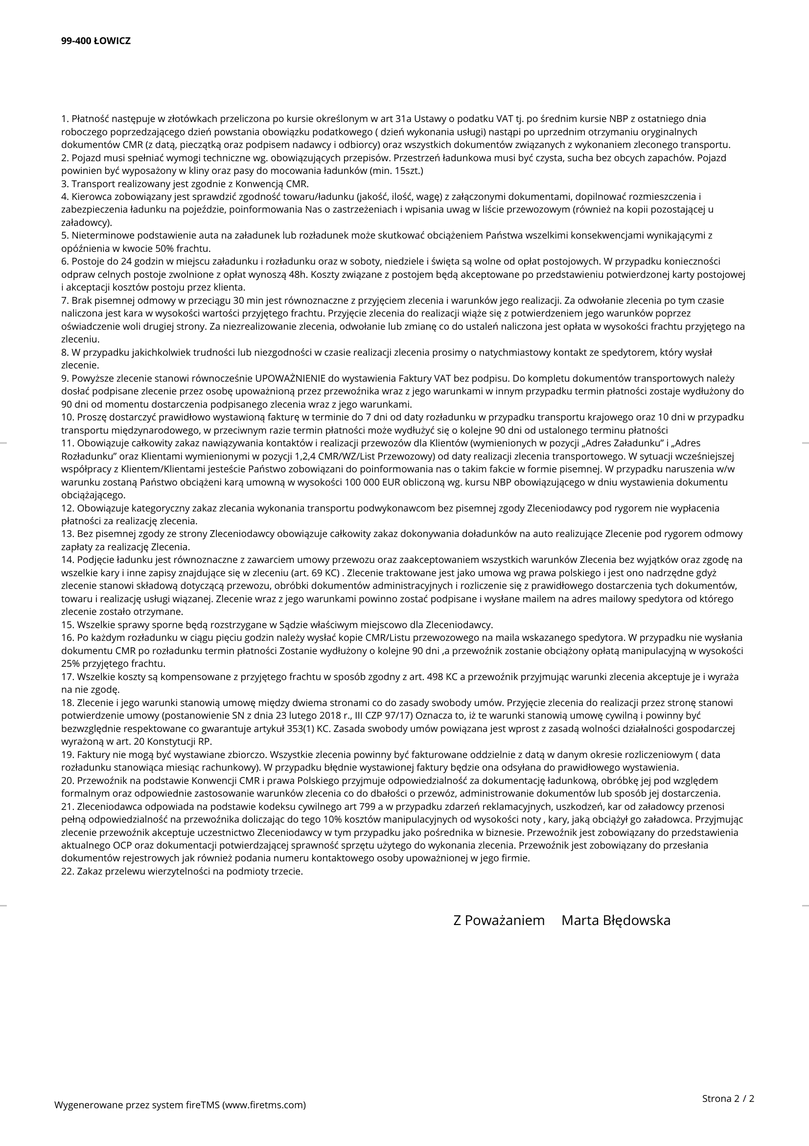 99-400 ŁOWICZ
1. Płatność następuje w złotówkach przeliczona po kursie określonym w art 31a Ustawy o podatku VAT tj. po średnim kursie NBP z ostatniego dnia
roboczego poprzedzającego dzień powstania obowiązku podatkowego ( dzień wykonania usługi) nastąpi po uprzednim otrzymaniu oryginalnych
dokumentów CMR (z datą, pieczątką oraz podpisem nadawcy i odbiorcy) oraz wszystkich dokumentów związanych z wykonaniem zleconego transportu.
2. Pojazd musi spełniać wymogi techniczne wg. obowiązujących przepisów. Przestrzeń ładunkowa musi być czysta, sucha bez obcych zapachów. Pojazd
powinien być wyposażony w kliny oraz pasy do mocowania ładunków (min. 15szt.)
3. Transport realizowany jest zgodnie z Konwencją CMR.
4. Kierowca zobowiązany jest sprawdzić zgodność towaru/ładunku (jakość, ilość, wagę) z załączonymi dokumentami, dopilnować rozmieszczenia i
zabezpieczenia ładunku na pojeździe, poinformowania Nas o zastrzeżeniach i wpisania uwag w liście przewozowym (również na kopii pozostającej u
załadowcy).
5. Nieterminowe podstawienie auta na załadunek lub rozładunek może skutkować obciążeniem Państwa wszelkimi konsekwencjami wynikającymi z
opóźnienia w kwocie 50% frachtu.
6. Postoje do 24 godzin w miejscu załadunku i rozładunku oraz w soboty, niedziele i święta są wolne od opłat postojowych. W przypadku konieczności
odpraw celnych postoje zwolnione z opłat wynoszą 48h. Koszty związane z postojem będą akceptowane po przedstawieniu potwierdzonej karty postojowej
i akceptacji kosztów postoju przez klienta.
7. Brak pisemnej odmowy w przeciągu 30 min jest równoznaczne z przyjęciem zlecenia i warunków jego realizacji. Za odwołanie zlecenia po tym czasie
naliczona jest kara w wysokości wartości przyjętego frachtu. Przyjęcie zlecenia do realizacji wiąże się z potwierdzeniem jego warunków poprzez
oświadczenie woli drugiej strony. Za niezrealizowanie zlecenia, odwołanie lub zmianę co do ustaleń naliczona jest opłata w wysokości frachtu przyjętego na
zleceniu.
8. W przypadku jakichkolwiek trudności lub niezgodności w czasie realizacji zlecenia prosimy o natychmiastowy kontakt ze spedytorem, który wysłał
zlecenie.
9. Powyższe zlecenie stanowi równocześnie UPOWAŻNIENIE do wystawienia Faktury VAT bez podpisu. Do kompletu dokumentów transportowych należy
dosłać podpisane zlecenie przez osobę upoważnioną przez przewoźnika wraz z jego warunkami w innym przypadku termin płatności zostaje wydłużony do
90 dni od momentu dostarczenia podpisanego zlecenia wraz z jego warunkami.
10. Proszę dostarczyć prawidłowo wystawioną fakturę w terminie do 7 dni od daty rozładunku w przypadku transportu krajowego oraz 10 dni w przypadku
transportu międzynarodowego, w przeciwnym razie termin płatności może wydłużyć się o kolejne 90 dni od ustalonego terminu płatności
11. Obowiązuje całkowity zakaz nawiązywania kontaktów i realizacji przewozów dla Klientów (wymienionych w pozycji „Adres Załadunku” i „Adres
Rozładunku” oraz Klientami wymienionymi w pozycji 1,2,4 CMR/WZ/List Przewozowy) od daty realizacji zlecenia transportowego. W sytuacji wcześniejszej
współpracy z Klientem/Klientami jesteście Państwo zobowiązani do poinformowania nas o takim fakcie w formie pisemnej. W przypadku naruszenia w/w
warunku zostaną Państwo obciążeni karą umowną w wysokości 100 000 EUR obliczoną wg. kursu NBP obowiązującego w dniu wystawienia dokumentu
obciążającego.
12. Obowiązuje kategoryczny zakaz zlecania wykonania transportu podwykonawcom bez pisemnej zgody Zleceniodawcy pod rygorem nie wypłacenia
płatności za realizację zlecenia.
13. Bez pisemnej zgody ze strony Zleceniodawcy obowiązuje całkowity zakaz dokonywania doładunków na auto realizujące Zlecenie pod rygorem odmowy
zapłaty za realizację Zlecenia.
14. Podjęcie ładunku jest równoznaczne z zawarciem umowy przewozu oraz zaakceptowaniem wszystkich warunków Zlecenia bez wyjątków oraz zgodę na
wszelkie kary i inne zapisy znajdujące się w zleceniu (art. 69 KC) . Zlecenie traktowane jest jako umowa wg prawa polskiego i jest ono nadrzędne gdyż
zlecenie stanowi składową dotyczącą przewozu, obróbki dokumentów administracyjnych i rozliczenie się z prawidłowego dostarczenia tych dokumentów,
towaru i realizację usługi wiązanej. Zlecenie wraz z jego warunkami powinno zostać podpisane i wysłane mailem na adres mailowy spedytora od którego
zlecenie zostało otrzymane.
15. Wszelkie sprawy sporne będą rozstrzygane w Sądzie właściwym miejscowo dla Zleceniodawcy.
16. Po każdym rozładunku w ciągu pięciu godzin należy wysłać kopie CMR/Listu przewozowego na maila wskazanego spedytora. W przypadku nie wysłania
dokumentu CMR po rozładunku termin płatności Zostanie wydłużony o kolejne 90 dni ,a przewoźnik zostanie obciążony opłatą manipulacyjną w wysokości
25% przyjętego frachtu.
17. Wszelkie koszty są kompensowane z przyjętego frachtu w sposób zgodny z art. 498 KC a przewoźnik przyjmując warunki zlecenia akceptuje je i wyraża
na nie zgodę.
18. Zlecenie i jego warunki stanowią umowę między dwiema stronami co do zasady swobody umów. Przyjęcie zlecenia do realizacji przez stronę stanowi
potwierdzenie umowy (postanowienie SN z dnia 23 lutego 2018 r., III CZP 97/17) Oznacza to, iż te warunki stanowią umowę cywilną i powinny być
bezwzględnie respektowane co gwarantuje artykuł 353(1) KC. Zasada swobody umów powiązana jest wprost z zasadą wolności działalności gospodarczej
wyrażoną w art. 20 Konstytucji RP.
19. Faktury nie mogą być wystawiane zbiorczo. Wszystkie zlecenia powinny być fakturowane oddzielnie z datą w danym okresie rozliczeniowym ( data
rozładunku stanowiąca miesiąc rachunkowy). W przypadku błędnie wystawionej faktury będzie ona odsyłana do prawidłowego wystawienia.
20. Przewoźnik na podstawie Konwencji CMR i prawa Polskiego przyjmuje odpowiedzialność za dokumentację ładunkową, obróbkę jej pod względem
formalnym oraz odpowiednie zastosowanie warunków zlecenia co do dbałości o przewóz, administrowanie dokumentów lub sposób jej dostarczenia.
21. Zleceniodawca odpowiada na podstawie kodeksu cywilnego art 799 a w przypadku zdarzeń reklamacyjnych, uszkodzeń, kar od załadowcy przenosi
pełną odpowiedzialność na przewoźnika doliczając do tego 10% kosztów manipulacyjnych od wysokości noty , kary, jaką obciążył go załadowca. Przyjmując
zlecenie przewoźnik akceptuje uczestnictwo Zleceniodawcy w tym przypadku jako pośrednika w biznesie. Przewoźnik jest zobowiązany do przedstawienia
aktualnego OCP oraz dokumentacji potwierdzającej sprawność sprzętu użytego do wykonania zlecenia. Przewoźnik jest zobowiązany do przesłania
dokumentów rejestrowych jak również podania numeru kontaktowego osoby upoważnionej w jego firmie.
22. Zakaz przelewu wierzytelności na podmioty trzecie.
Z Poważaniem Marta Błędowska
Wygenerowane przez system fireTMS (www.firetms.com)
Strona 2 / 2